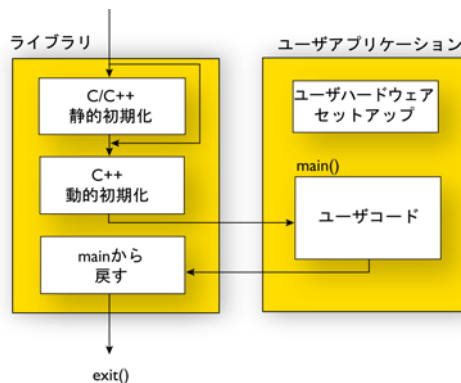 ライブラリ
C/C++
静的初期化
C++
動的初期化
mainから
戻す
exit()
ユーザアプリケーション
ユーザハードウェア
セットアップ
main()
ユーザコード